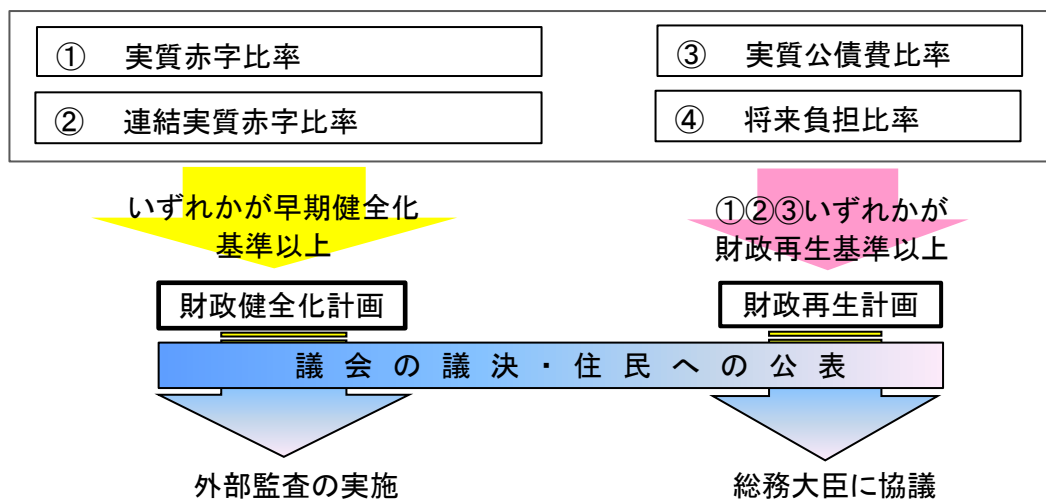 ① 実質赤字比率
② 連結実質赤字比率
③ 実質公債費比率
④ 将来負担比率
いずれかが早期健全化
基準以上
①②③いずれかが
財政再生基準以上
財政健全化計画
財政再生計画
議会の議決・住民への公表
外部監査の実施
総務大臣に協議